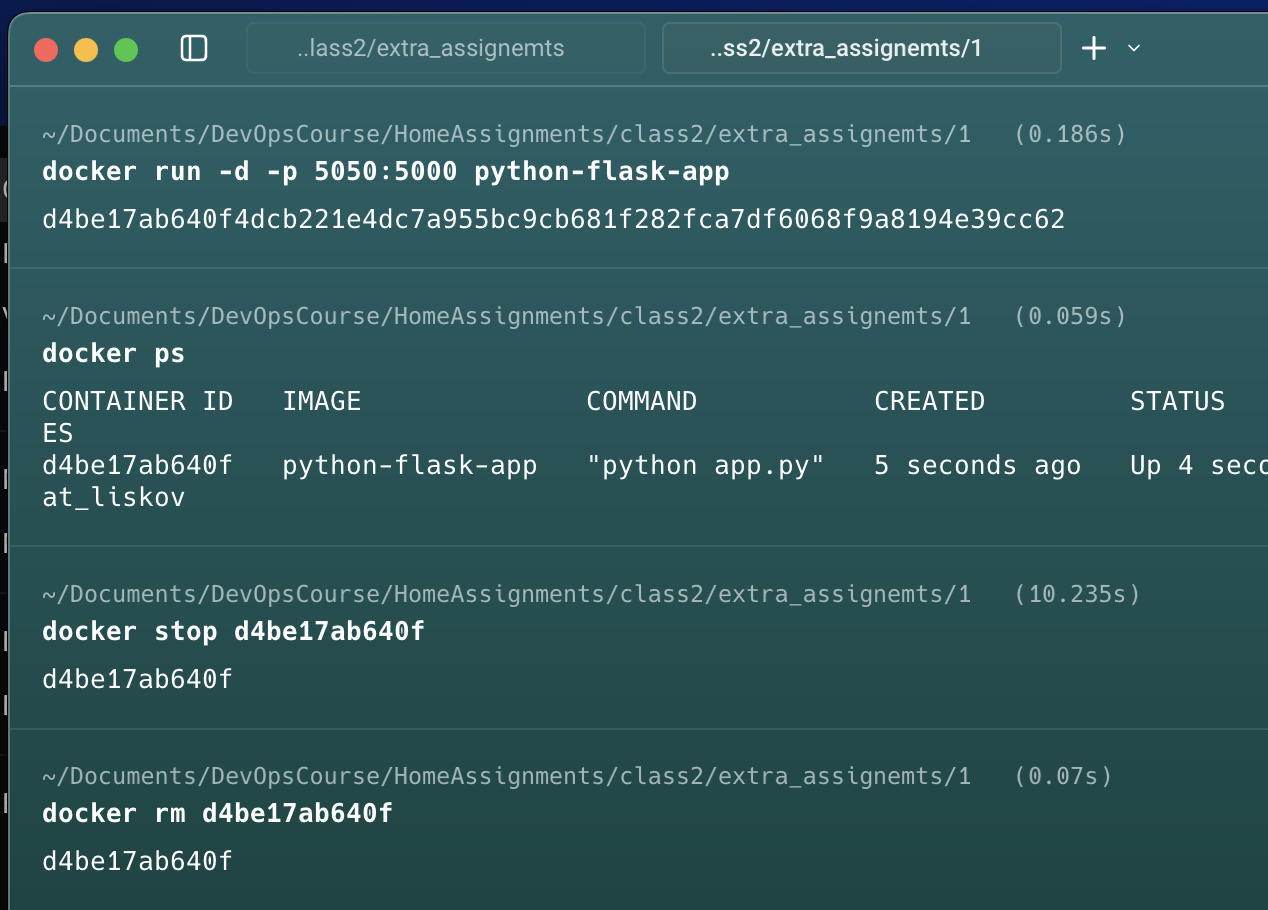 ..lass2/extra_assignemts
..ss2/extra_assignemts/1
~/Documents/DevOpsCourse/HomeAssignments/class2/extra_assignemts/1 (0.186s)
docker run -d -p 5050:5000 python-flask-app
d4be17ab640f4dcb221e4dc7a955bc9cb681f282fca7df6068f9a8194e39cc62
~/Documents/DevOpsCourse/HomeAssignments/class2/extra_assignemts/1 (0.059s)
docker ps
CONTAINER ID IMAGE COMMAND CREATED STATUS
ES
d4be17ab640f python-flask-app "python app.py" 5 seconds ago Up 4 seco
at_liskov
~/Documents/DevOpsCourse/HomeAssignments/class2/extra_assignemts/1 (10.235s)
docker stop d4be17ab640f
d4be17ab640f
~/Documents/DevOpsCourse/HomeAssignments/class2/extra_assignemts/1 (0.07s)
docker rm d4be17ab640f
d4be17ab640f